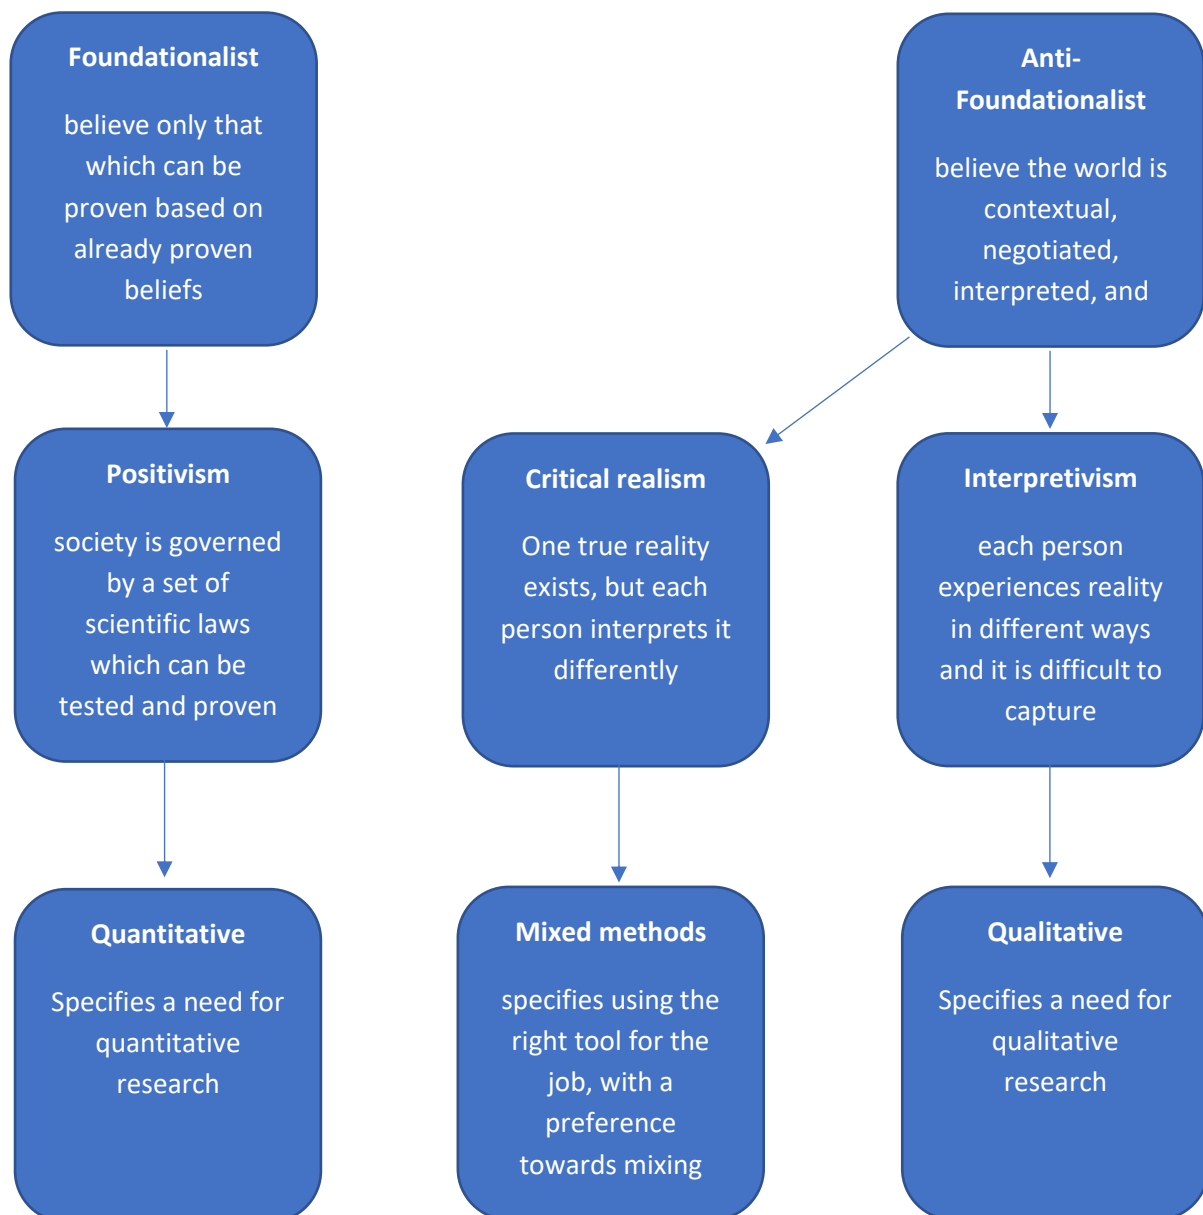 Foundationalist
believe only that
which can be
proven based on
already proven
beliefs
Anti-
Foundationalist
believe the world is
contextual,
negotiated,
interpreted, and
Positivism
society is governed
by a set of
scientific laws
which can be
tested and proven
Critical realism
One true reality
exists, but each
person interprets it
differently
Interpretivism
each person
experiences reality
in different ways
and it is difficult to
capture
Quantitative
Specifies a need for
quantitative
research
Mixed methods
specifies using the
right tool for the
job, with a
preference
towards mixing
Qualitative
Specifies a need for
qualitative
research